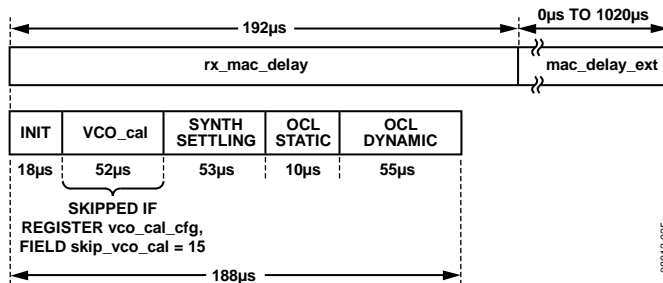 0µs TO 1020µs
192µs
rx_mac_delay
mac_delay_ext
INIT
VCO_cal
SYNTH
SETTLING
OCL
STATIC
OCL
DYNAMIC
18µs
52µs
53µs
10µs
55µs
SKIPPED IF
REGISTER vco_cal_cfg,
FIELD skip_vco_cal = 15
188µs